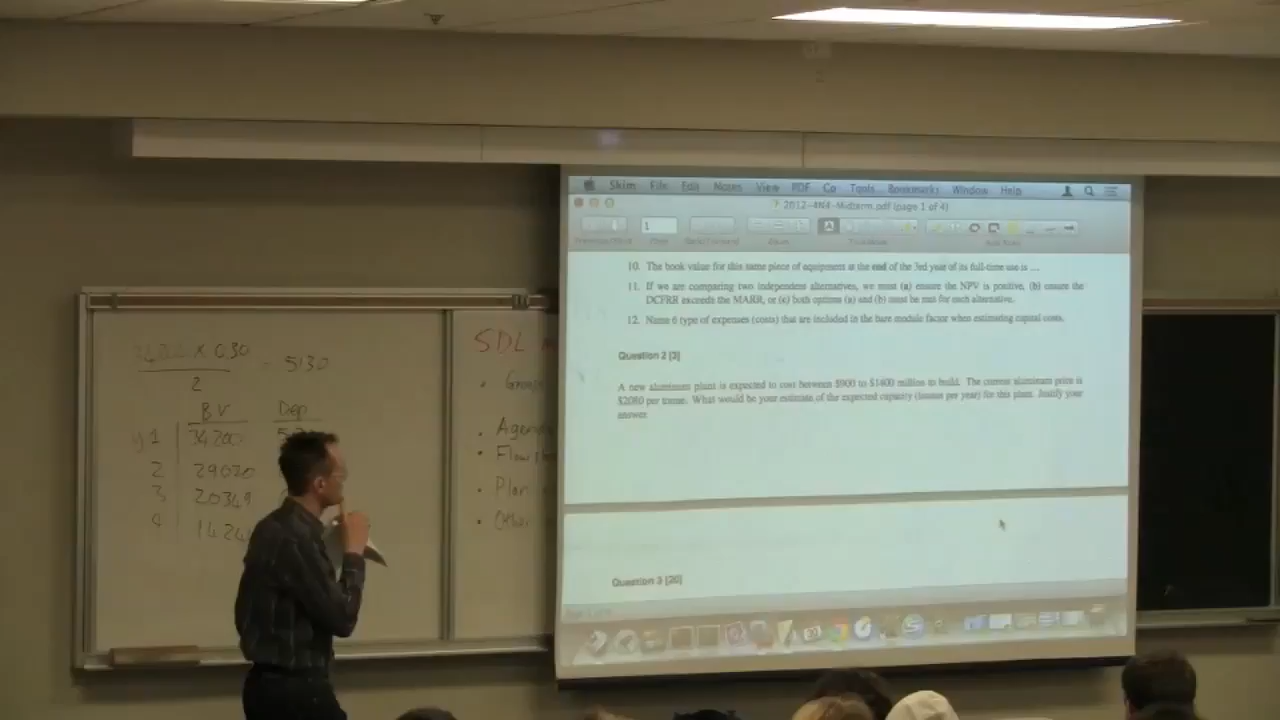 34200 x 0.30
2
= 5130
BV Dep
y1 34200
2 29070
3 20349
4
SDL
Agen
Flow
Plan
Other
Skim File Edit Notes View PDF Co Tools Bookmarks Window Help
2012-4N4-Midterm.pdf (page 1 of 4)
1
10. The book value for this same piece of equipment at the end of the 3rd year of its full-time use is ...
11. If we are comparing two independent alternatives, we must (a) ensure the NPV is positive, (b) ensure the
DCFRR exceeds the MARR, or (c) both options (a) and (b) must be met for each alternative.
12. Name 6 type of expenses (costs) that are included in the bare module factor when estimating capital costs.
Question 2 [3]
A new aluminum plant is expected to cost between $900 to $1400 million to build. The current aluminum price is
$2080 per tonne. What would be your estimate of the expected capacity (tonnes per year) for this plant. Justify your
answer.
Question 3 [20]